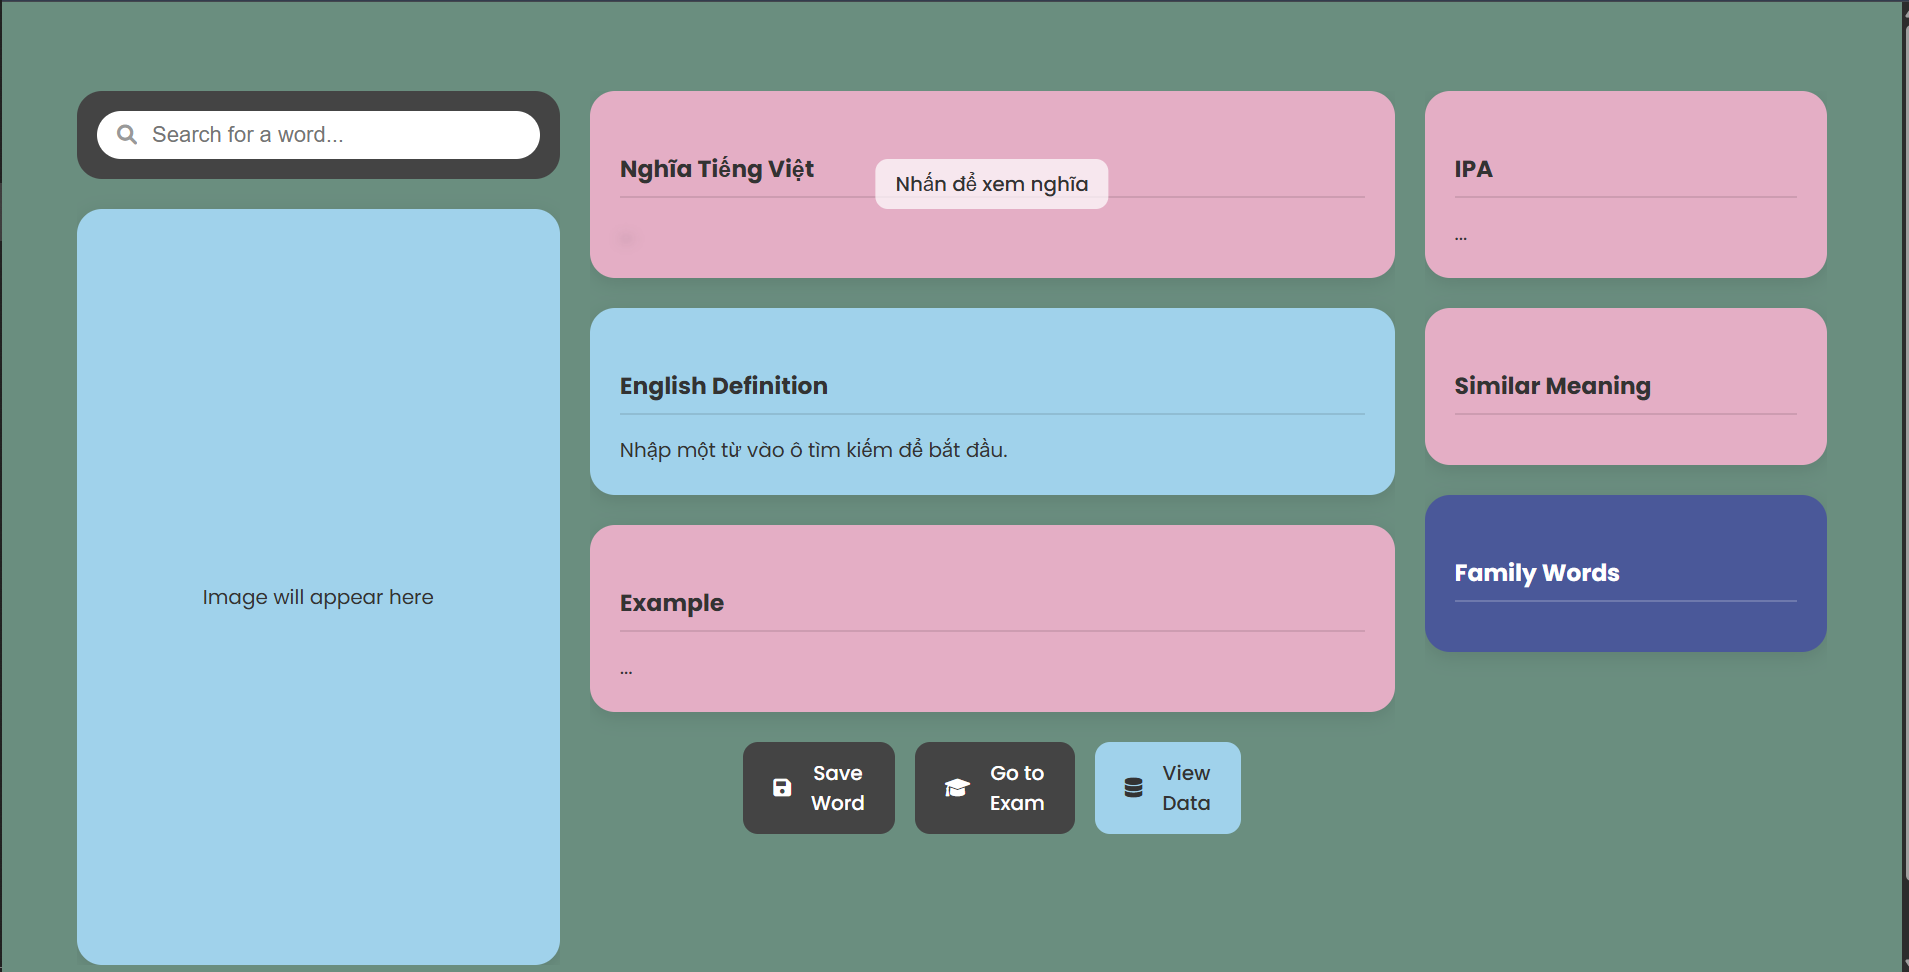 Search for a word...
Image will appear here
Nghĩa Tiếng Việt
Nhấn để xem nghĩa
English Definition
Nhập một từ vào ô tìm kiếm để bắt đầu.
Example
...
Save
Word
Go to
Exam
View
Data
IPA
...
Similar Meaning
Family Words